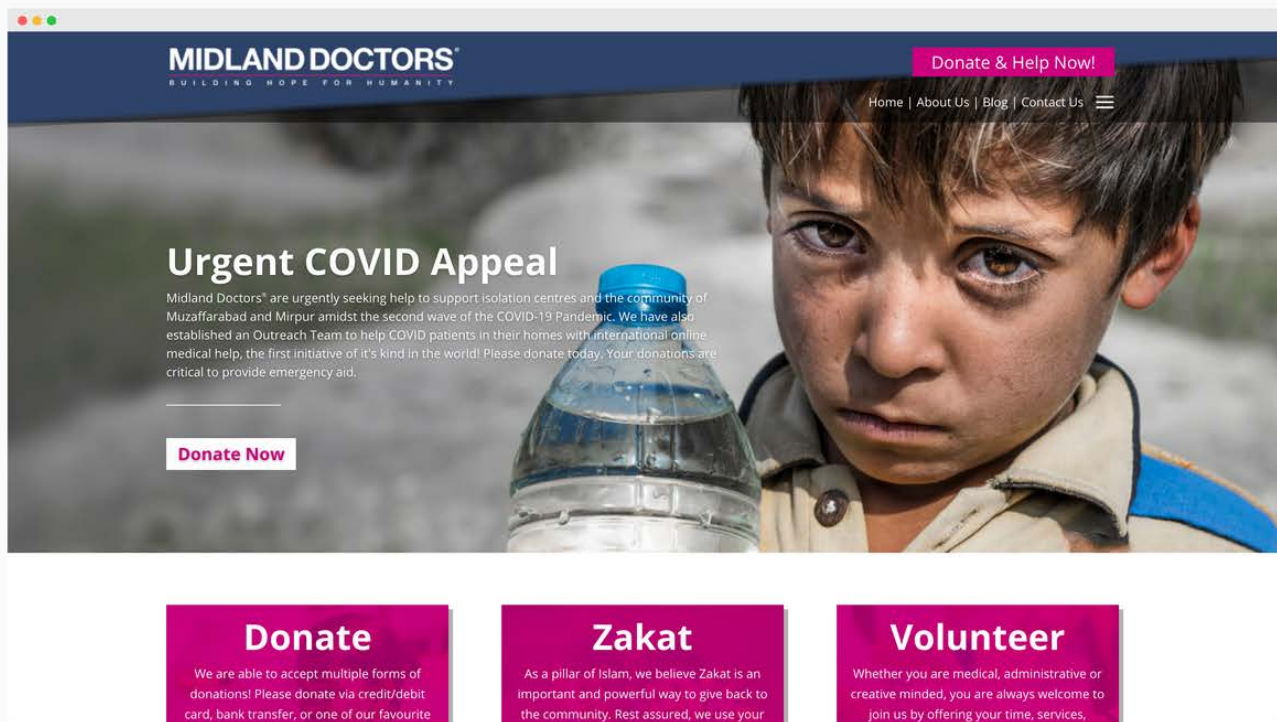 MIDLAND DOCTORS®
BUILDING HOPE FOR HUMANITY
Donate & Help Now!
Home | About Us | Blog | Contact Us
Urgent COVID Appeal
Midland Doctors® are urgently seeking help to support isolation centres and the community of
Muzaffarabad and Mirpur amidst the second wave of the COVID-19 Pandemic. We have also
established an Outreach Team to help COVID patients in their homes with international online
medical help, the first initiative of it's kind in the world! Please donate today. Your donations are
critical to provide emergency aid.
Donate Now
Donate
We are able to accept multiple forms of
donations! Please donate via credit/debit
card, bank transfer, or one of our favourite
Zakat
As a pillar of Islam, we believe Zakat is an
important and powerful way to give back to
the community. Rest assured, we use your
Volunteer
Whether you are medical, administrative or
creative minded, you are always welcome to
join us by offering your time, services,